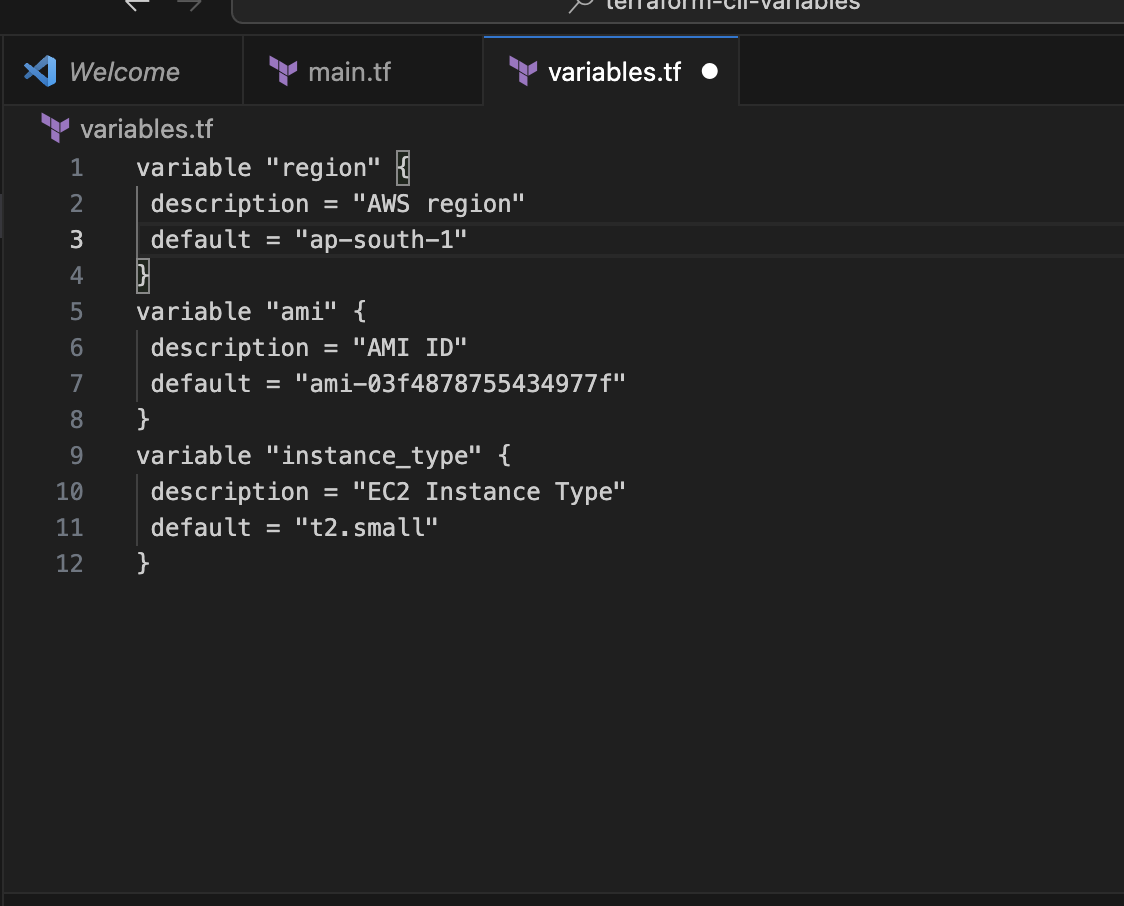 terraform-cli-variables
Welcome
main.tf
variables.tf
variables.tf
1 variable "region" {
2 description = "AWS region"
3 default = "ap-south-1"
4 }
5 variable "ami" {
6 description = "AMI ID"
7 default = "ami-03f4878755434977f"
8 }
9 variable "instance_type" {
10 description = "EC2 Instance Type"
11 default = "t2.small"
12 }